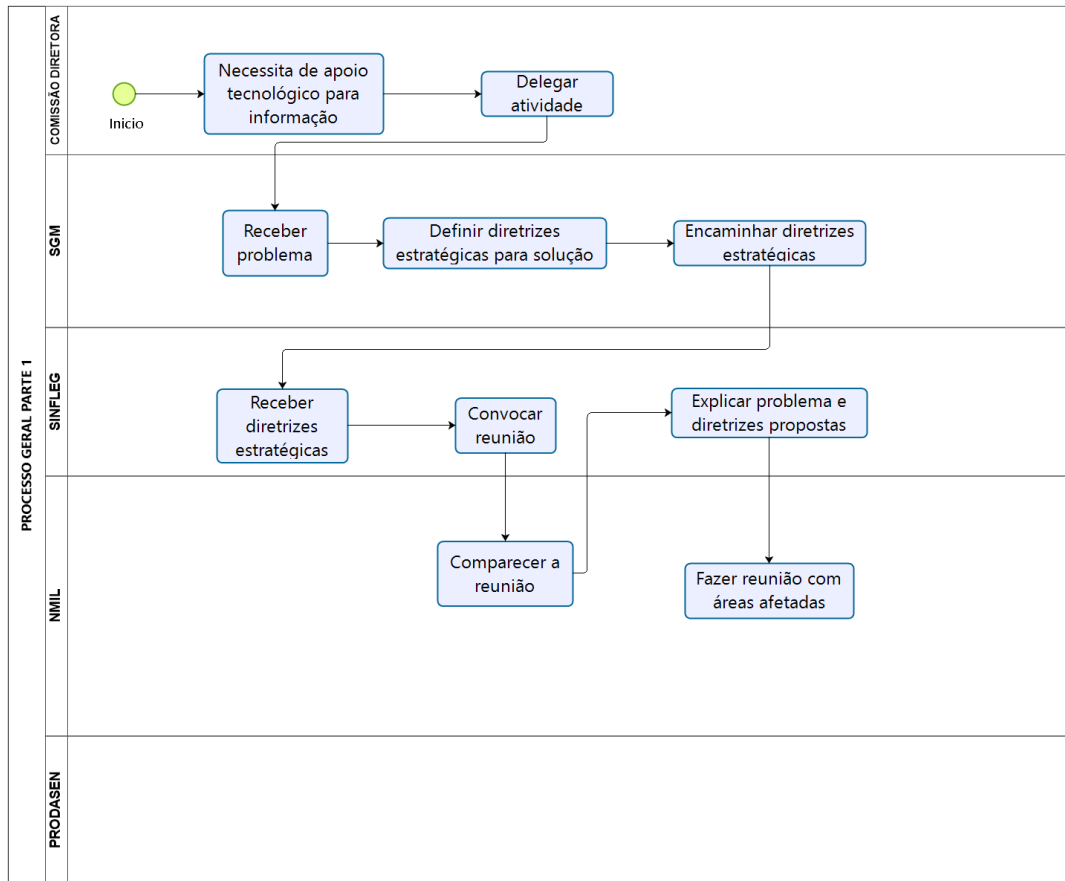 PROCESSO GERAL PARTE 1
COMISSÃO DIRETORA
Inicio
Necessita de apoio
tecnológico para
informação
Delegar
atividade
SGM
Receber
problema
Definir diretrizes
estratégicas para solução
Encaminhar diretrizes
estratégicas
SINFLEG
Receber
diretrizes
estratégicas
Convocar
reunião
Explicar problema e
diretrizes propostas
NMIL
Comparecer a
reunião
Fazer reunião com
áreas afetadas
PRODASEN